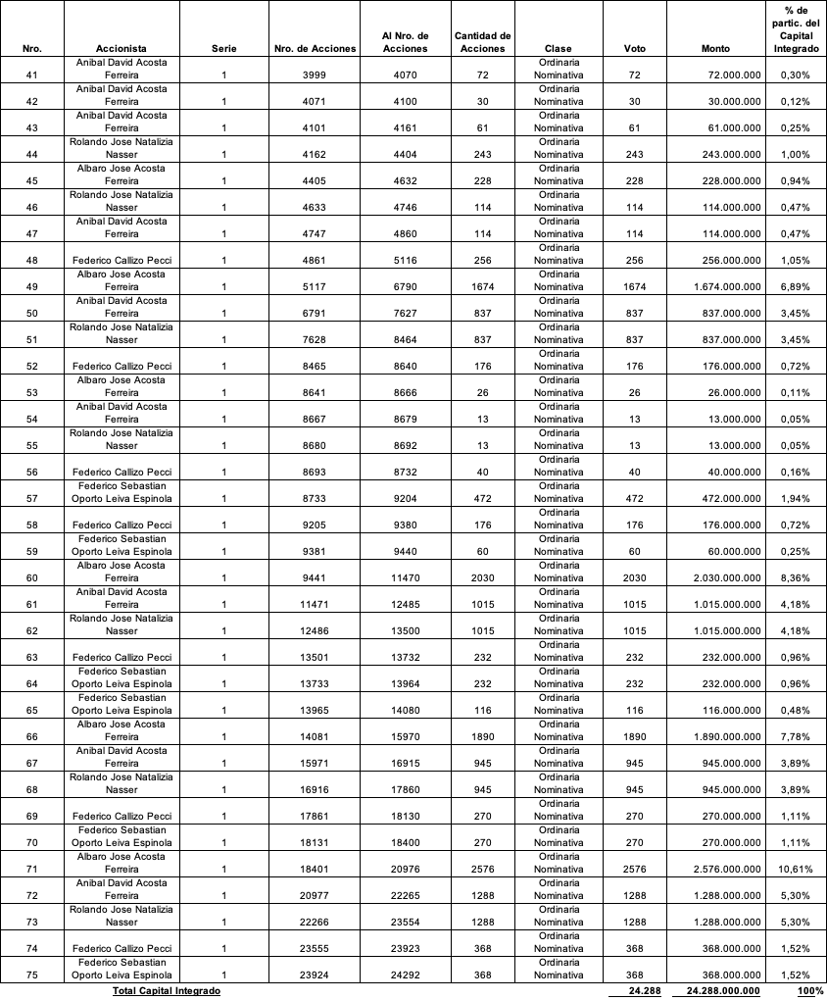 % de
partic. del
Al Nro. de Cantidad de Capital
Nro. Accionista Serie Nro. de Acciones Acciones Acciones Clase Voto Monto Integrado
Anibal David Acosta Ordinaria
41 Ferreira 1 3999 4070 72 Nominativa 72 72.000.000 0,30%
Anibal David Acosta Ordinaria
42 Ferreira 1 4071 4100 30 Nominativa 30 30.000.000 0,12%
Anibal David Acosta Ordinaria
43 Ferreira 1 4101 4161 61 Nominativa 61 61.000.000 0,25%
Rolando Jose Natalizia Ordinaria
44 Nasser 1 4162 4404 243 Nominativa 243 243.000.000 1,00%
Albaro Jose Acosta Ordinaria
45 Ferreira 1 4405 4632 228 Nominativa 228 228.000.000 0,94%
Rolando Jose Natalizia Ordinaria
46 Nasser 1 4633 4746 114 Nominativa 114 114.000.000 0,47%
Anibal David Acosta Ordinaria
47 Ferreira 1 4747 4860 114 Nominativa 114 114.000.000 0,47%
Ordinaria
48 Federico Callizo Pecci 1 4861 5116 256 Nominativa 256 256.000.000 1,05%
Albaro Jose Acosta Ordinaria
49 Ferreira 1 5117 6790 1674 Nominativa 1674 1.674.000.000 6,89%
Anibal David Acosta Ordinaria
50 Ferreira 1 6791 7627 837 Nominativa 837 837.000.000 3,45%
Rolando Jose Natalizia Ordinaria
51 Nasser 1 7628 8464 837 Nominativa 837 837.000.000 3,45%
Ordinaria
52 Federico Callizo Pecci 1 8465 8640 176 Nominativa 176 176.000.000 0,72%
Albaro Jose Acosta Ordinaria
53 Ferreira 1 8641 8666 26 Nominativa 26 26.000.000 0,11%
Anibal David Acosta Ordinaria
54 Ferreira 1 8667 8679 13 Nominativa 13 13.000.000 0,05%
Rolando Jose Natalizia Ordinaria
55 Nasser 1 8680 8692 13 Nominativa 13 13.000.000 0,05%
Ordinaria
56 Federico Callizo Pecci 1 8693 8732 40 Nominativa 40 40.000.000 0,16%
Federico Sebastian Ordinaria
57 Oporto Leiva Espinola 1 8733 9204 472 Nominativa 472 472.000.000 1,94%
Ordinaria
58 Federico Callizo Pecci 1 9205 9380 176 Nominativa 176 176.000.000 0,72%
Federico Sebastian Ordinaria
59 Oporto Leiva Espinola 1 9381 9440 60 Nominativa 60 60.000.000 0,25%
Albaro Jose Acosta Ordinaria
60 Ferreira 1 9441 11470 2030 Nominativa 2030 2.030.000.000 8,36%
Anibal David Acosta Ordinaria
61 Ferreira 1 11471 12485 1015 Nominativa 1015 1.015.000.000 4,18%
Rolando Jose Natalizia Ordinaria
62 Nasser 1 12486 13500 1015 Nominativa 1015 1.015.000.000 4,18%
Ordinaria
63 Federico Callizo Pecci 1 13501 13732 232 Nominativa 232 232.000.000 0,96%
Federico Sebastian Ordinaria
64 Oporto Leiva Espinola 1 13733 13964 232 Nominativa 232 232.000.000 0,96%
Federico Sebastian Ordinaria
65 Oporto Leiva Espinola 1 13965 14080 116 Nominativa 116 116.000.000 0,48%
Albaro Jose Acosta Ordinaria
66 Ferreira 1 14081 15970 1890 Nominativa 1890 1.890.000.000 7,78%
Anibal David Acosta Ordinaria
67 Ferreira 1 15971 16915 945 Nominativa 945 945.000.000 3,89%
Rolando Jose Natalizia Ordinaria
68 Nasser 1 16916 17860 945 Nominativa 945 945.000.000 3,89%
Ordinaria
69 Federico Callizo Pecci 1 17861 18130 270 Nominativa 270 270.000.000 1,11%
Federico Sebastian Ordinaria
70 Oporto Leiva Espinola 1 18131 18400 270 Nominativa 270 270.000.000 1,11%
Albaro Jose Acosta Ordinaria
71 Ferreira 1 18401 20976 2576 Nominativa 2576 2.576.000.000 10,61%
Anibal David Acosta Ordinaria
72 Ferreira 1 20977 22265 1288 Nominativa 1288 1.288.000.000 5,30%
Rolando Jose Natalizia Ordinaria
73 Nasser 1 22266 23554 1288 Nominativa 1288 1.288.000.000 5,30%
Ordinaria
74 Federico Callizo Pecci 1 23555 23923 368 Nominativa 368 368.000.000 1,52%
Federico Sebastian Ordinaria
75 Oporto Leiva Espinola 1 23924 24292 368 Nominativa 368 368.000.000 1,52%
Total Capital Integrado 24.288 24.288.000.000 100%